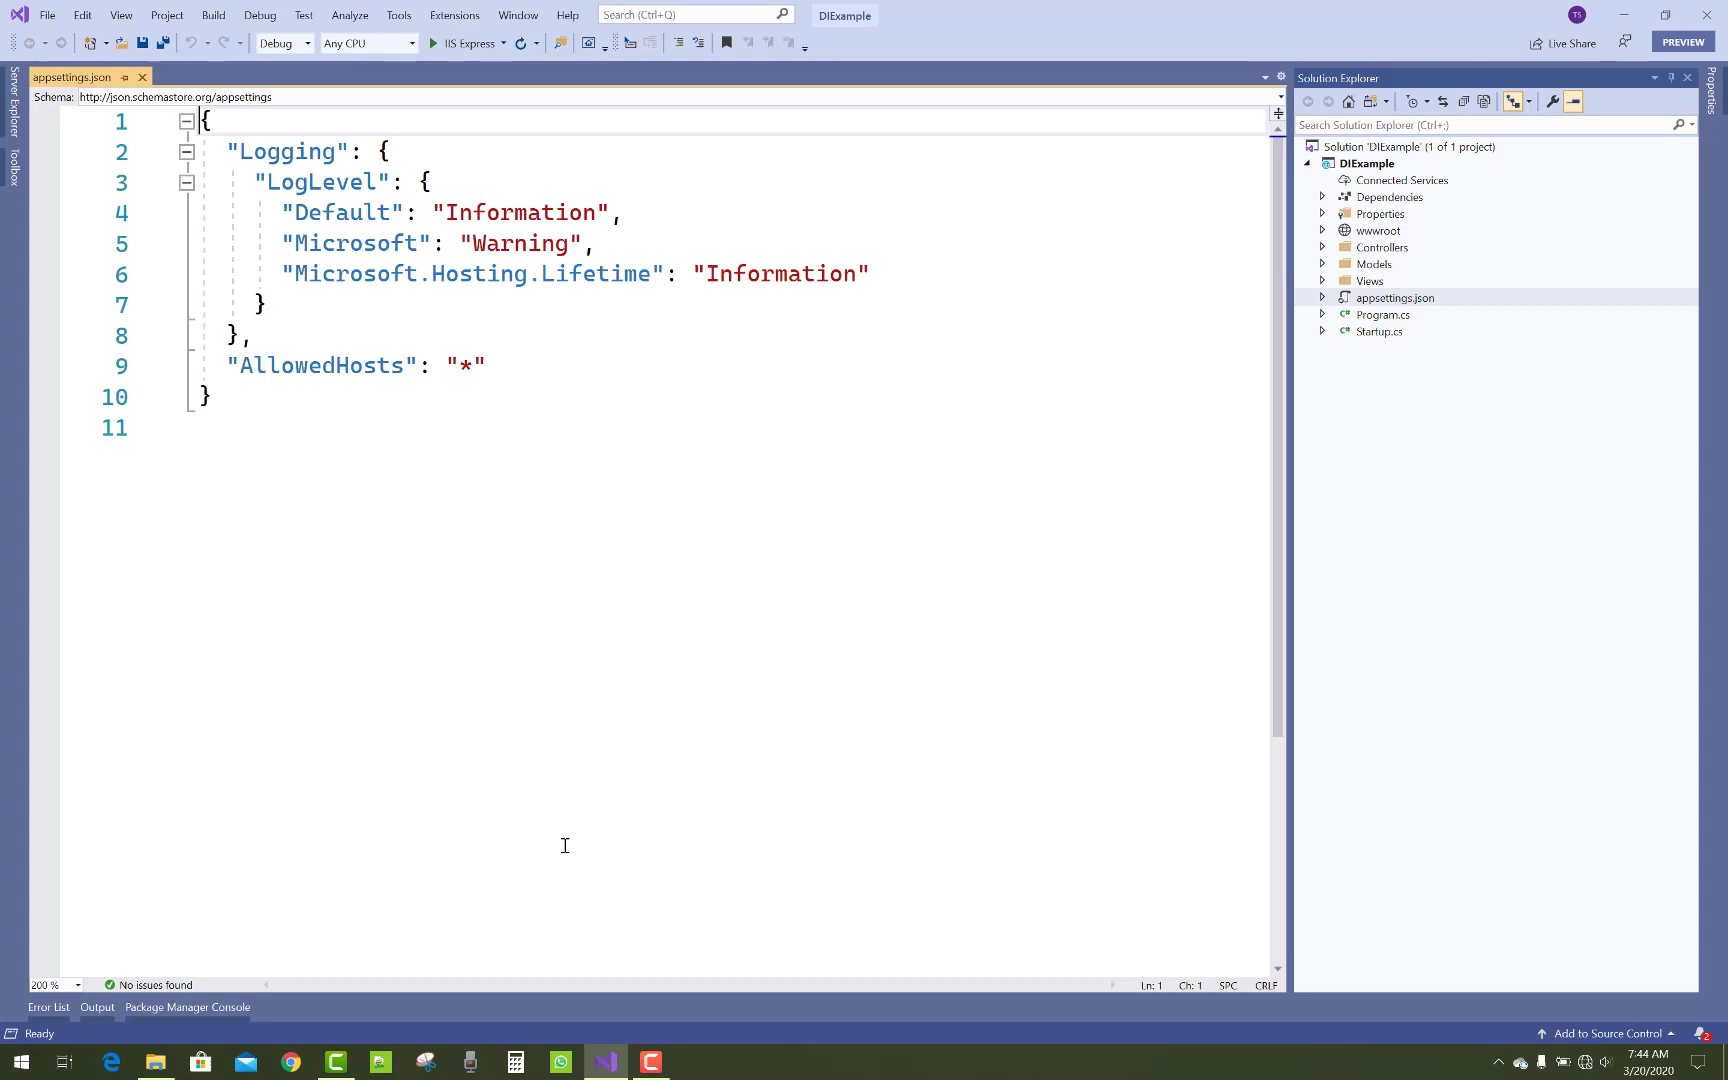 File Edit View Project Build Debug Test Analyze Tools Extensions Window Help Search (Ctrl+Q) DIExample TS
Debug Any CPU IIS Express Live Share PREVIEW
Server Explorer
Toolbox
appsettings.json
Schema: http://json.schemastore.org/appsettings
1 {
2 "Logging": {
3 "LogLevel": {
4 "Default": "Information",
5 "Microsoft": "Warning",
6 "Microsoft.Hosting.Lifetime": "Information"
7 }
8 },
9 "AllowedHosts": "*"
10 }
11
200 % No issues found Ln: 1 Ch: 1 SPC CRLF
Solution Explorer
Search Solution Explorer (Ctrl+;)
Solution 'DIExample' (1 of 1 project)
DIExample
Connected Services
Dependencies
Properties
wwwroot
Controllers
Models
Views
appsettings.json
C# Program.cs
C# Startup.cs
Properties
Error List Output Package Manager Console
Ready Add to Source Control 2
7:44 AM
3/20/2020